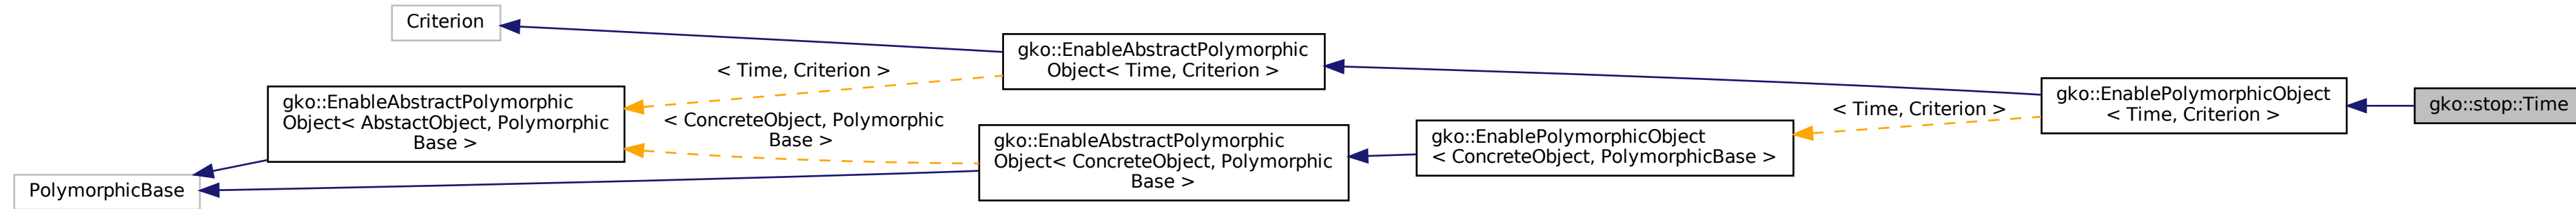 Criterion
gko::EnableAbstractPolymorphic
Object< Time, Criterion >
< Time, Criterion >
gko::EnablePolymorphicObject
< Time, Criterion >
gko::stop::Time
gko::EnableAbstractPolymorphic
Object< AbstactObject, Polymorphic
Base >
< ConcreteObject, Polymorphic
Base >
< Time, Criterion >
gko::EnableAbstractPolymorphic
Object< ConcreteObject, Polymorphic
Base >
gko::EnablePolymorphicObject
< ConcreteObject, PolymorphicBase >
PolymorphicBase